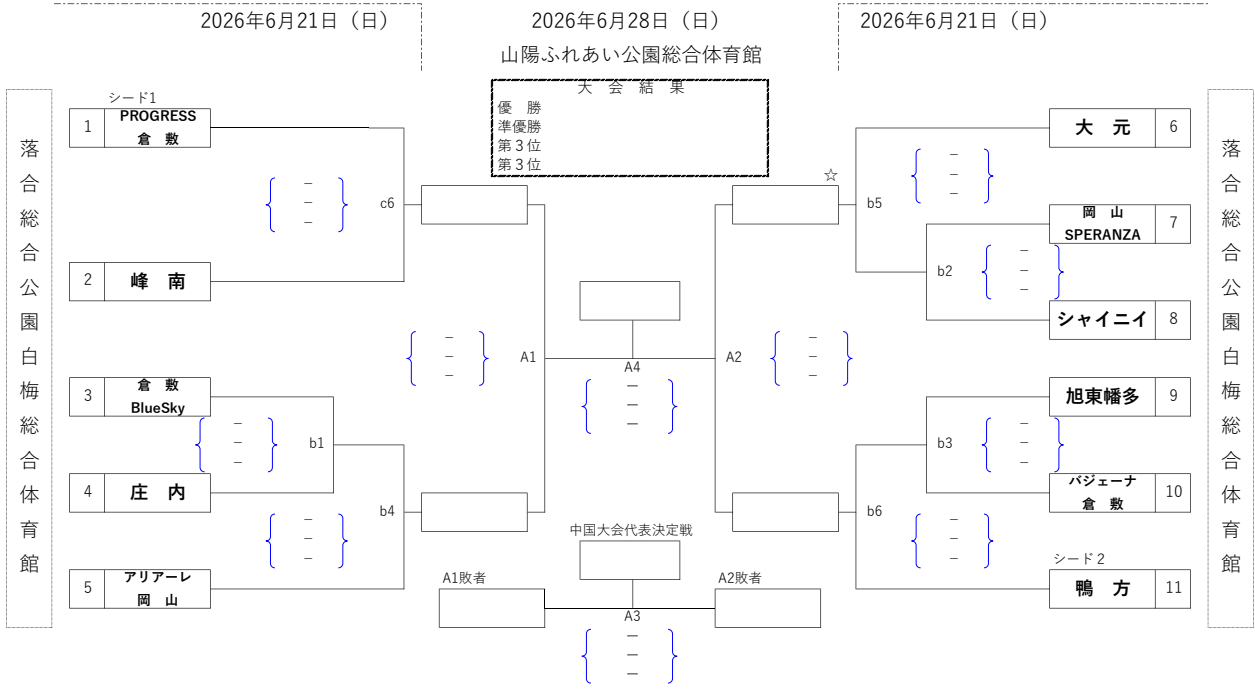 2026年6月21日（日）
2026年6月28日（日）
2026年6月21日（日）
山陽ふれあい公園総合体育館
大　会　結　果
優　勝
準優勝
第３位
第３位
落合総合公園白梅総合体育館
シード1
1
PROGRESS
倉　敷
{ － － － }
c6
2
峰　南
3
倉　敷
BlueSky
{ － － － }
b1
4
庄　内
{ － － － }
b4
5
アリアーレ
岡　山
{ － － － }
A1
A4
{ － － － }
A2
{ － － － }
中国大会代表決定戦
A1敗者
A2敗者
A3
{ － － － }
☆
大　元
6
{ － － － }
b5
岡　山
SPERANZA
7
b2
{ － － － }
シャイニイ
8
旭東幡多
9
b3
{ － － － }
バジェーナ
倉　敷
10
b6
{ － － － }
シード２
鴨　方
11
落合総合公園白梅総合体育館